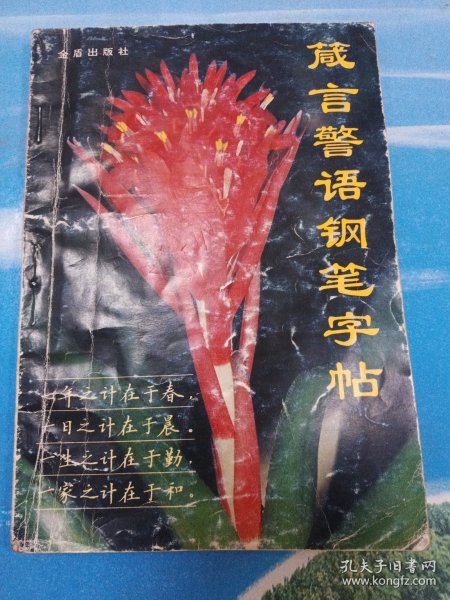 金盾出版社
箴言警语钢笔字帖
一年之计在于春，
一日之计在于晨。
一生之计在于勤，
一家之计在于和。
孔夫子旧书网
www.kongfz.com